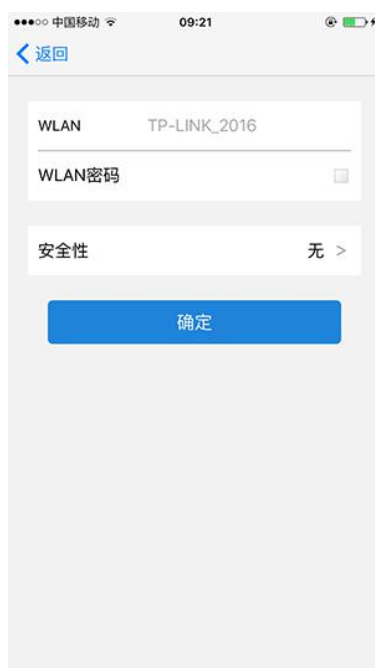 中国移动 09:21
返回
WLAN TP-LINK_2016
WLAN密码
安全性 无 >
确定